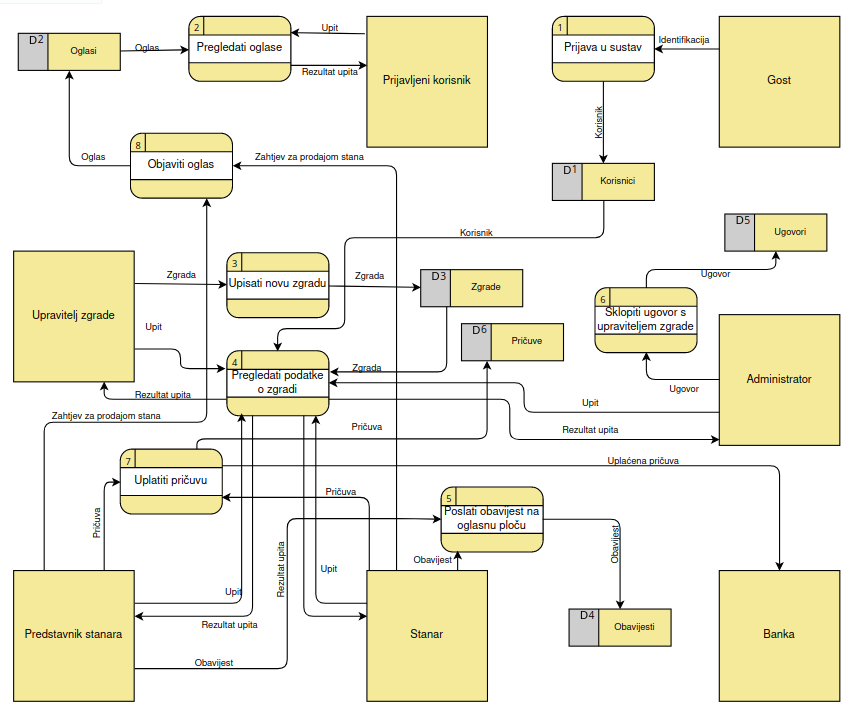 2
Upit
1
D2
Oglasi
Oglas
Pregledati oglase
Prijava u sustav
Identifikacija
Rezultat upita
Prijavljeni korisnik
Gost
Korisnik
8
Oglas
Objaviti oglas
Zahtjev za prodajom stana
D1
Korisnici
D5
Ugovori
Korisnik
3
Zgrada
Upisati novu zgradu
Zgrada
D3
Zgrade
Ugovor
6
Sklopiti ugovor s
upraviteljem zgrade
Upravitelj zgrade
Upit
D6
Pričuve
4
Pregledati podatke
o zgradi
Zgrada
Administrator
Ugovor
Rezultat upita
Upit
Zahtjev za prodajom stana
Pričuva
Rezultat upita
7
Uplatiti pričuvu
Uplaćena pričuva
Pričuva
Pričuva
5
Poslati obavijest na
oglasnu ploču
Obavijest
Obavijest
Rezultat upita
Upit
Upit
Rezultat upita
D4
Obavijesti
Predstavnik stanara
Stanar
Banka
Obavijest